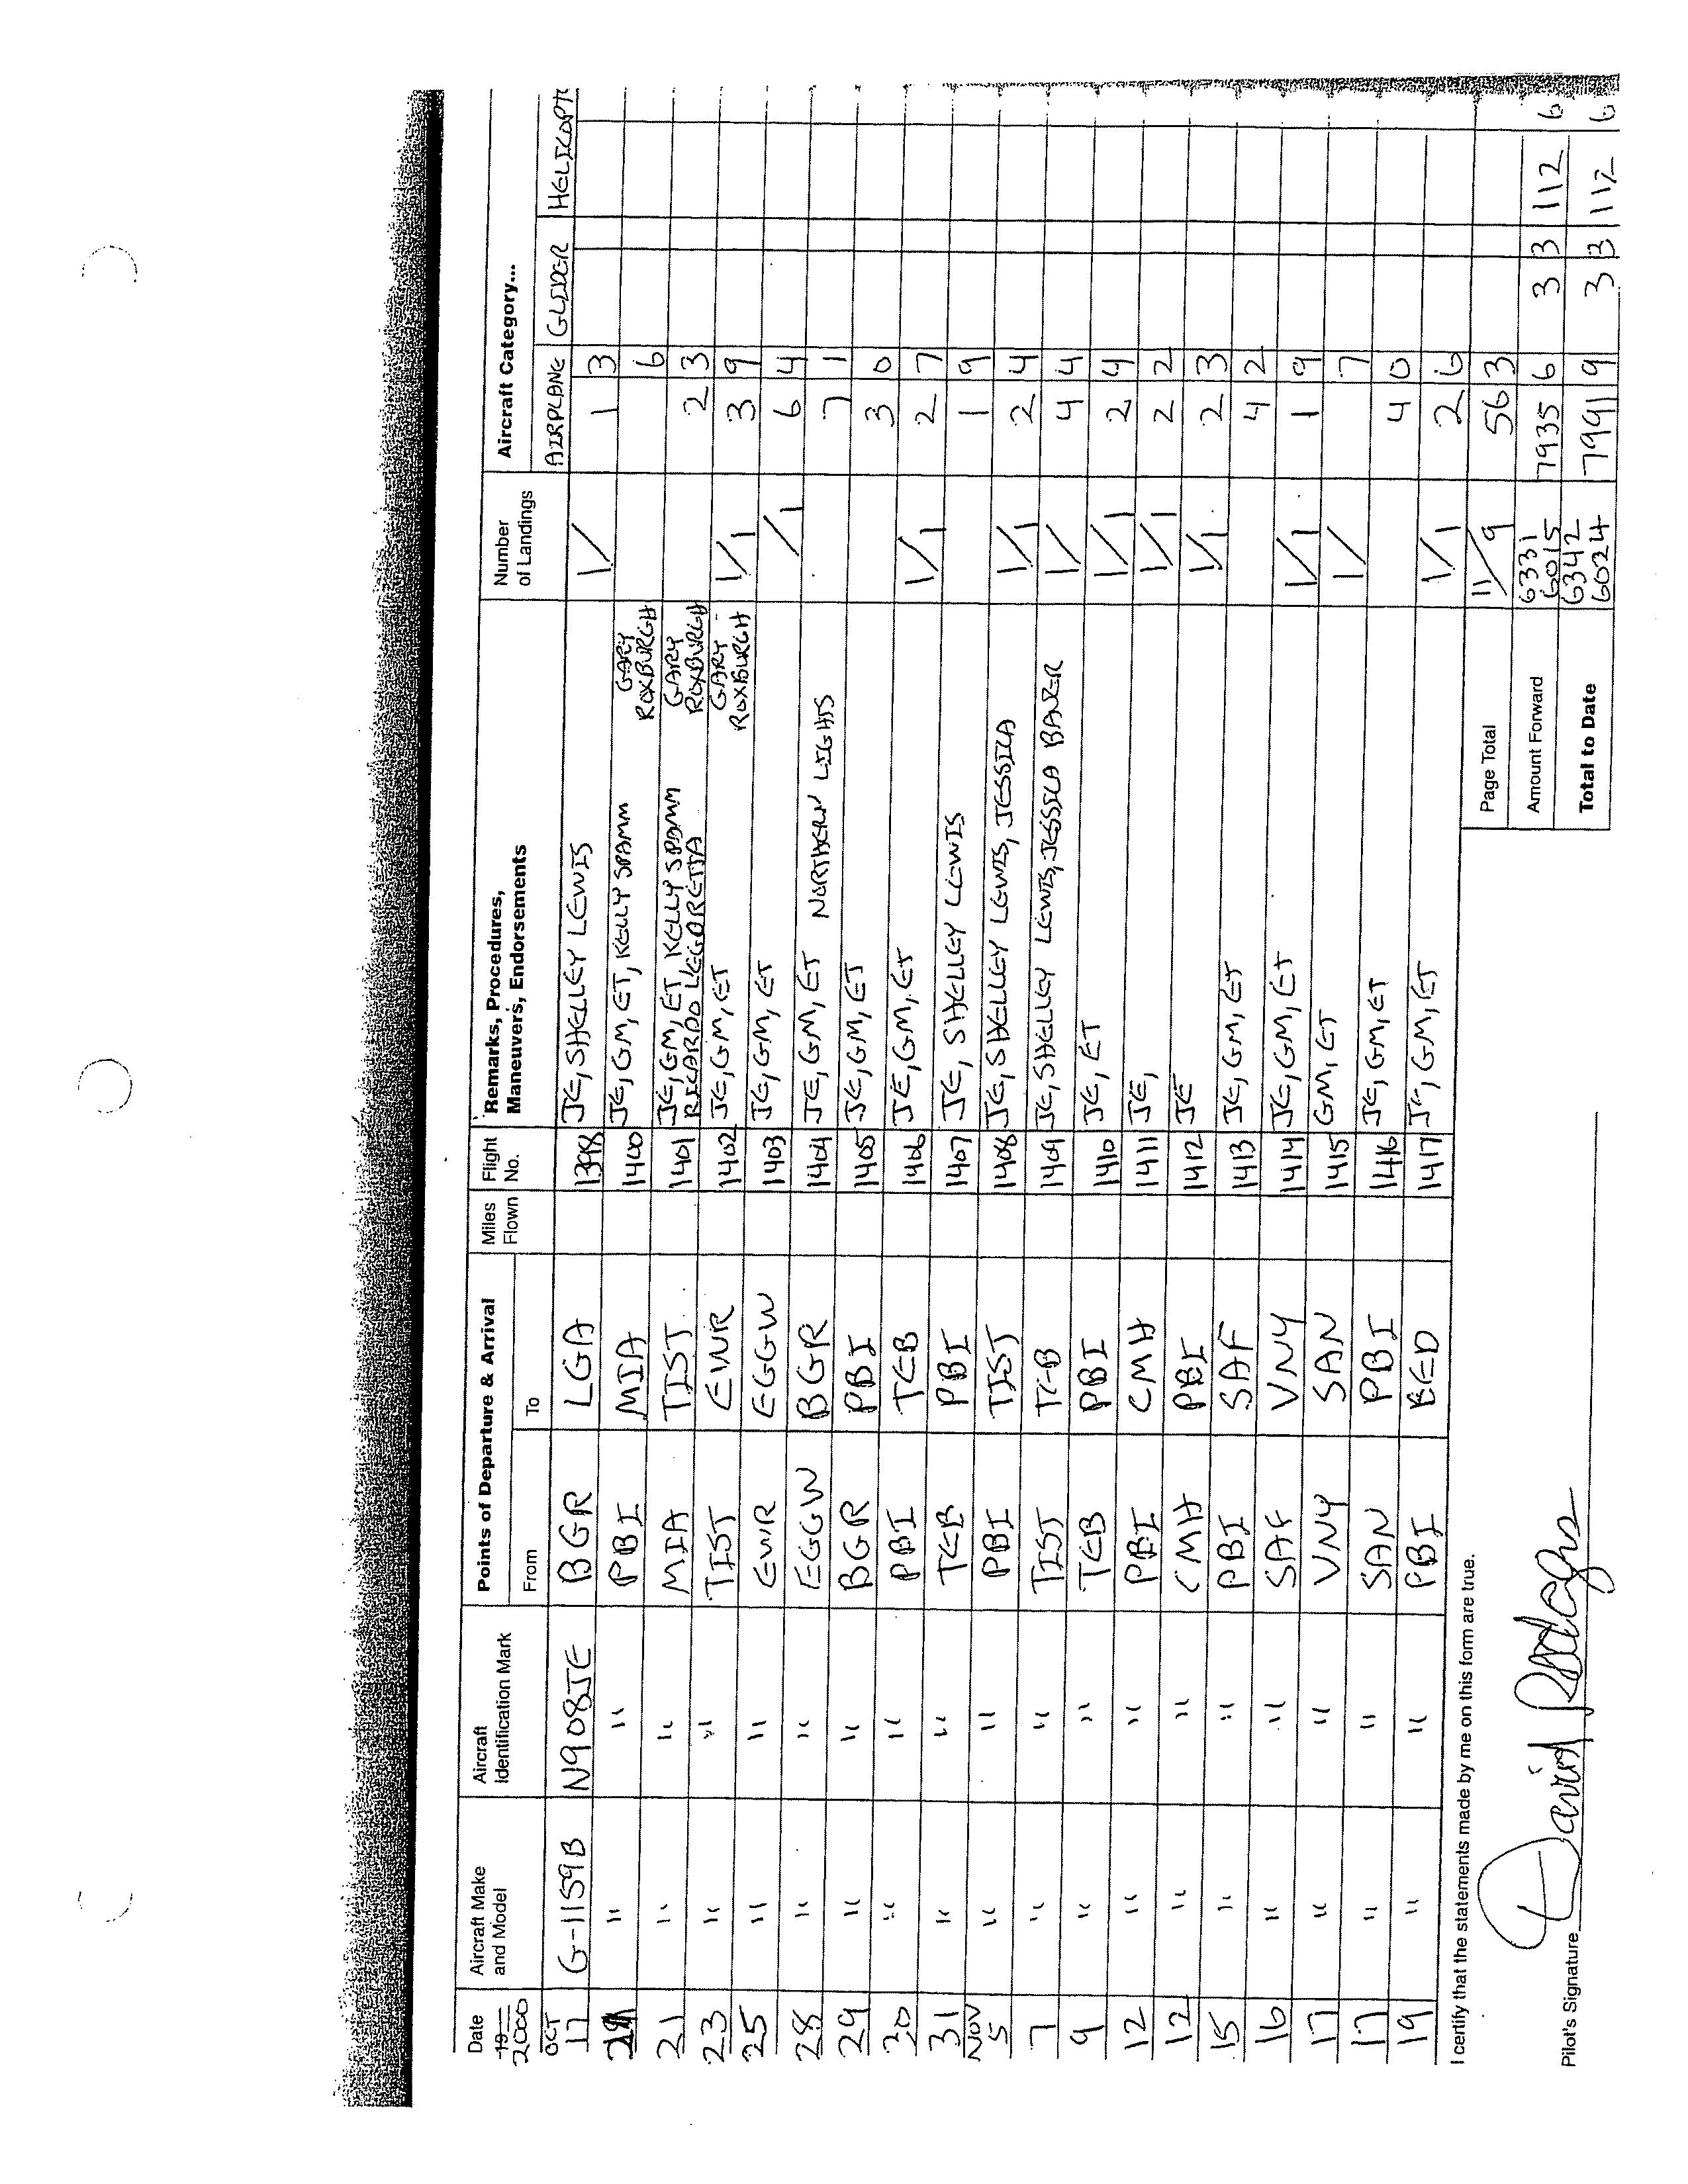 Date Aircraft Make and Model Aircraft Identification Mark Points of Departure & Arrival Miles Flown Flight No. Remarks, Procedures, Maneuvers, Endorsements Number of Landings Aircraft Category...
19 2000 From To AIRPLANE GLIDER HELICOPT
OCT 17 G-1159B N908JE BGR LGA 1398 JE, SHELLEY LEWIS 1/ 1 3
" " PBI MIA 1400 JE, GM, ET, KELLY SPAMM GARY ROXBURGH 6
21 " " MIA TIST 1401 JE, GM, ET, KELLY SPAMM RICARDO LEGORETTA GARY ROXBURGH 2 3
23 " " TIST EWR 1402 JE, GM, ET GARY ROXBURGH 1/1 3 9
25 " " EWR EGGW 1403 JE, GM, ET /1 6 4
28 " " EGGW BGR 1404 JE, GM, ET NORTHERN LIGHTS 7 1
29 " " BGR PBI 1405 JE, GM, ET 3 0
30 " " PBI TEB 1406 JE, GM, ET 1/1 2 7
31 " " TEB PBI 1407 JE, SHELLEY LEWIS 1 9
NOV 5 " " PBI TIST 1408 JE, SHELLEY LEWIS, JESSICA 1/1 2 4
7 " " TIST TEB 1409 JE, SHELLEY LEWIS, JESSICA 1/ 4 4
9 " " TEB PBI 1410 JE, ET 1/1 2 4
12 " " PBI CMH 1411 JE, 1/1 2 2
12 " " CMH PBI 1412 JE 1/1 2 3
15 " " PBI SAF 1413 JE, GM, ET 4 2
16 " " SAF VNY 1414 JE, GM, ET 1/1 1 9
17 " " VNY SAN 1415 GM, ET 1/ 7
17 " " SAN PBI 1416 JE, GM, ET 4 0
19 " " PBI BED 1417 JE, GM, ET 1/1 2 6
I certify that the statements made by me on this form are true.
Page Total 11/9 56 3
Amount Forward 6331 6015 7935 6 3 3 112 6
Total to Date 6342 6024 7991 9 3 3 112 6
Pilot's Signature David Rodgers